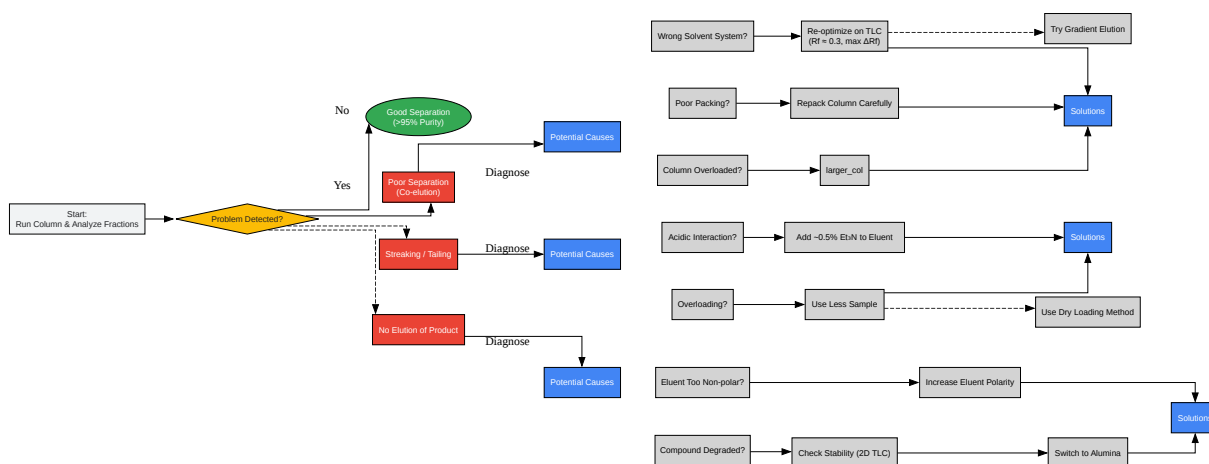 No
Good Separation
(>95% Purity)
Potential Causes
Diagnose
Yes
Poor Separation
(Co-elution)
Start:
Run Column & Analyze Fractions
Problem Detected?
Streaking / Tailing
Diagnose
Potential Causes
No Elution of Product
Diagnose
Potential Causes
Wrong Solvent System?
Re-optimize on TLC
(Rf ≈ 0.3, max ΔRf)
Try Gradient Elution
Poor Packing?
Repack Column Carefully
Solutions
Column Overloaded?
larger_col
Acidic Interaction?
Add ~0.5% Et₃N to Eluent
Solutions
Overloading?
Use Less Sample
Use Dry Loading Method
Eluent Too Non-polar?
Increase Eluent Polarity
Solutions
Compound Degraded?
Check Stability (2D TLC)
Switch to Alumina